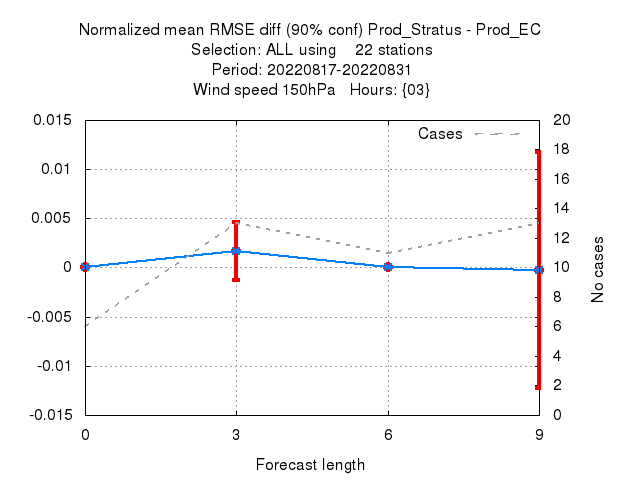 Normalized mean RMSE diff (90% conf) Prod_Stratus - Prod_EC
Selection: ALL using    22 stations
Period: 20220817-20220831
Wind speed 150hPa   Hours: {03}
Cases
0.015
0.01
0.005
0
-0.005
-0.01
-0.015
20
18
16
14
12
10
8
6
4
2
0
No cases
0 3 6 9
Forecast length